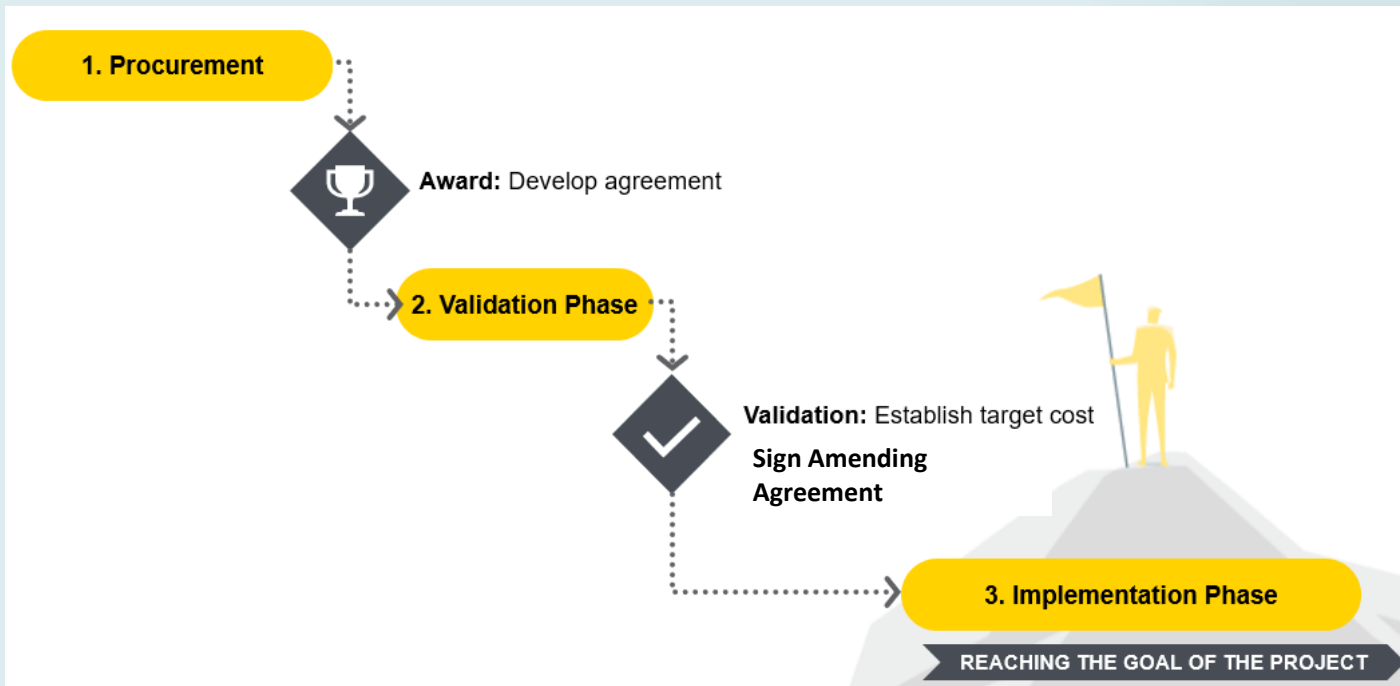 1. Procurement
Award: Develop agreement
2. Validation Phase
Validation: Establish target cost
Sign Amending
Agreement
3. Implementation Phase
REACHING THE GOAL OF THE PROJECT